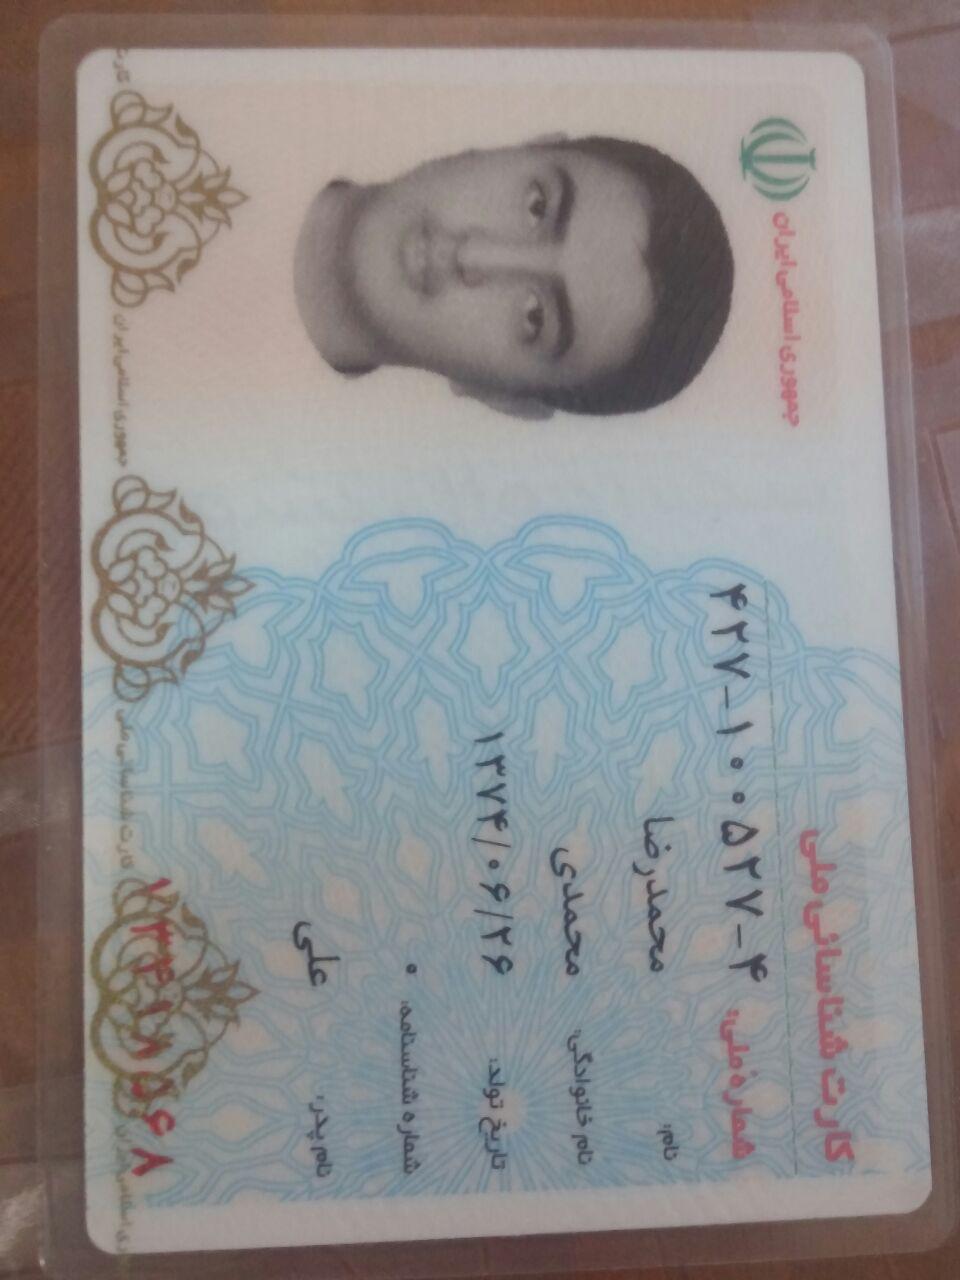 کارت شناسائی ملی
جمهوری اسلامی ایران
شماره ملی: ۴۲۷-۱۰۰۵۲۷-۴
نام: محمدرضا
نام خانوادگی: محمدی
تاریخ تولد: ۱۳۷۴/۰۶/۲۶
شماره شناسنامه: ۰
نام پدر: علی
۱۳۴۱۸۵۶۸
کارت جمهوری اسلامی ایران کارت شناسائی ملی ری اسلامی ایران